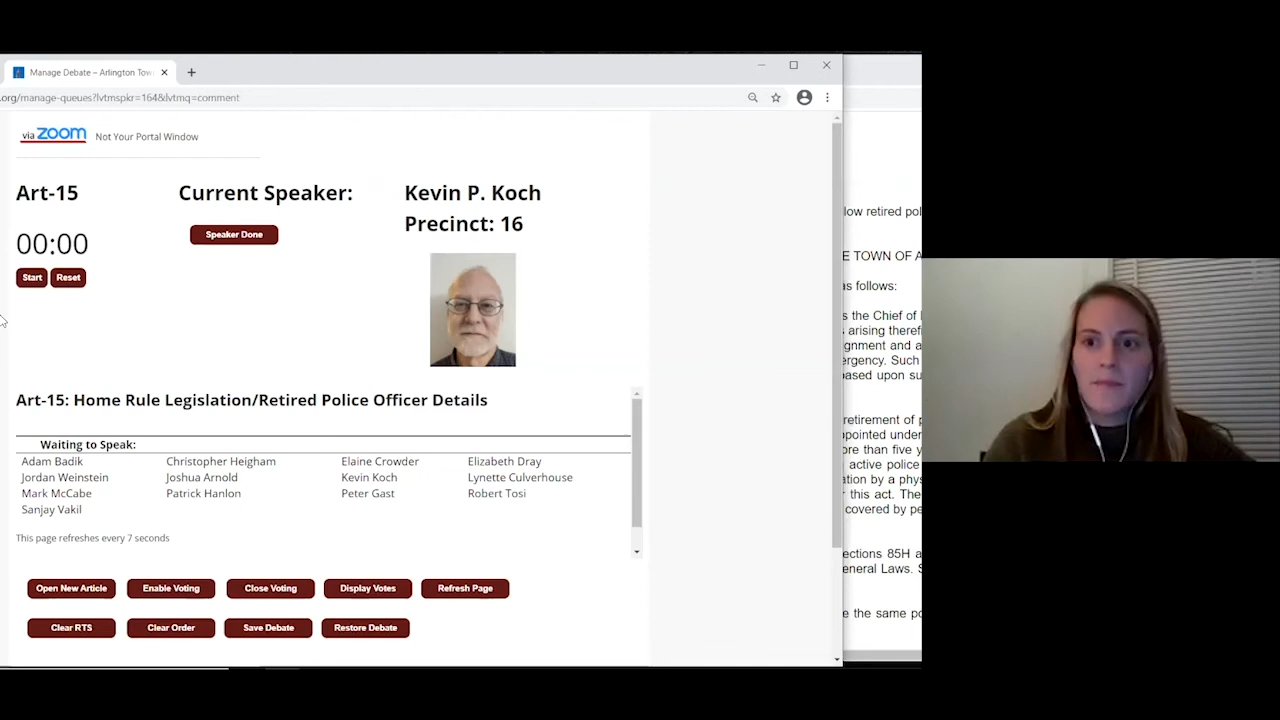 Manage Debate – Arlington Tow
.org/manage-queues?lvtmspkr=164&lvtmq=comment
via zoom Not Your Portal Window
Art-15 Current Speaker: Kevin P. Koch
Speaker Done Precinct: 16
00:00
Start Reset
Art-15: Home Rule Legislation/Retired Police Officer Details
Waiting to Speak:
Adam Badik Christopher Heigham Elaine Crowder Elizabeth Dray
Jordan Weinstein Joshua Arnold Kevin Koch Lynette Culverhouse
Mark McCabe Patrick Hanlon Peter Gast Robert Tosi
Sanjay Vakil
This page refreshes every 7 seconds
Open New Article Enable Voting Close Voting Display Votes Refresh Page
Clear RTS Clear Order Save Debate Restore Debate
low retired pol
E TOWN OF A
as follows:
s the Chief of
arising theref
gnment and a
ergency. Such
ased upon su
retirement of p
ppointed under
ore than five y
active police
ation by a phys
r this act. The
covered by pe
ections 85H a
eneral Laws. S
e the same po